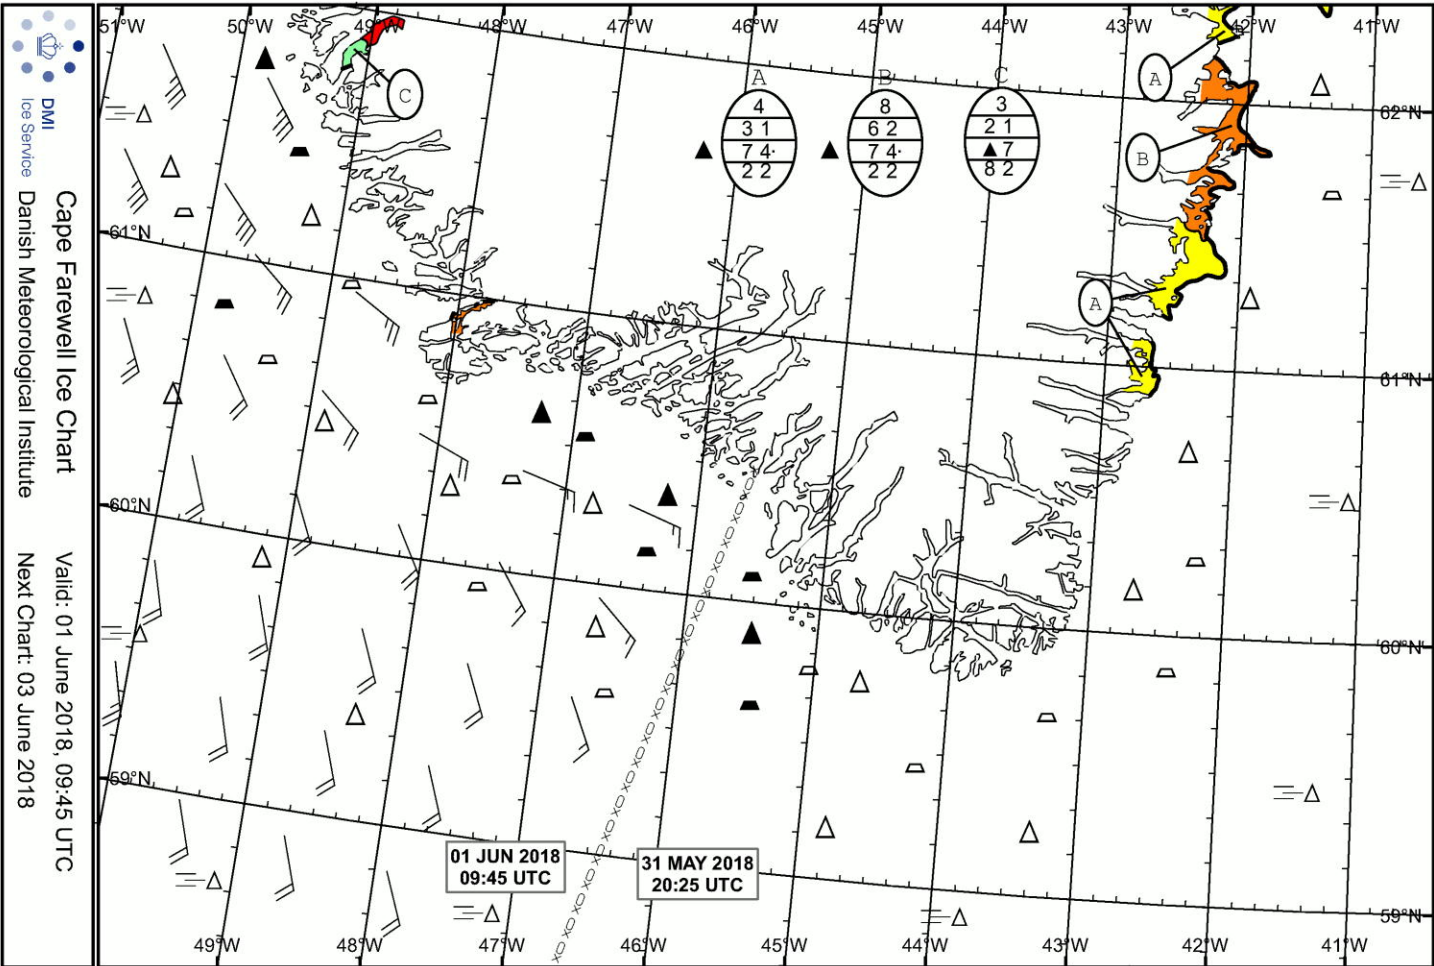 DMI
Ice Service
Cape Farewell Ice Chart
Danish Meteorological Institute
Valid: 01 June 2018, 09:45 UTC
Next Chart: 03 June 2018
51°W 50°W 49°W 48°W 47°W 46°W 45°W 44°W 43°W 42°W 41°W
A B C
4 8 3
3 1 6 2 2 1
7 4· 7 4· 7
2 2 2 2 8 2
C
A
B
A
62°N
61°N
61°N
60°N
60°N
59°N
59°N
01 JUN 2018
09:45 UTC
31 MAY 2018
20:25 UTC
49°W 48°W 47°W 46°W 45°W 44°W 43°W 42°W 41°W